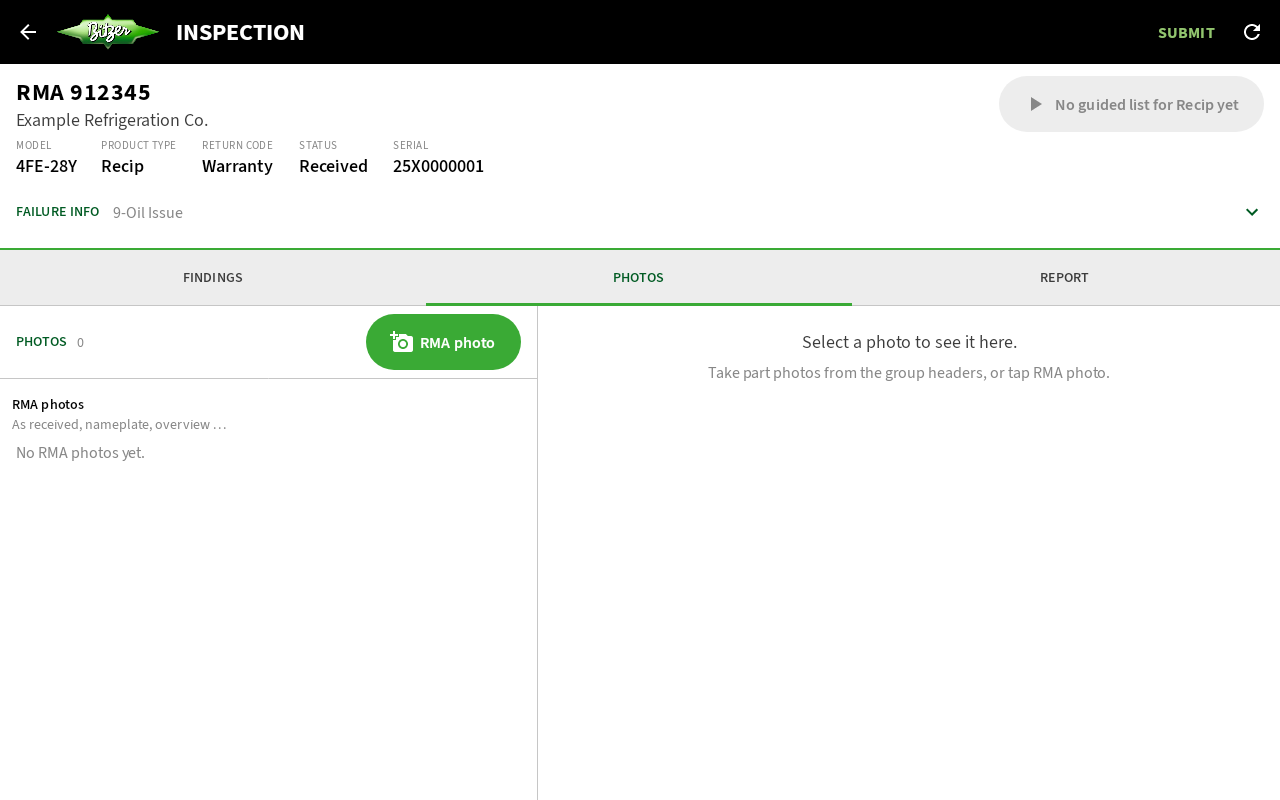 Bitzer
INSPECTION
SUBMIT
RMA 912345
Example Refrigeration Co.
No guided list for Recip yet
MODEL
PRODUCT TYPE
RETURN CODE
STATUS
SERIAL
4FE-28Y
Recip
Warranty
Received
25X0000001
FAILURE INFO 9-Oil Issue
FINDINGS
PHOTOS
REPORT
PHOTOS 0
RMA photo
RMA photos
As received, nameplate, overview …
No RMA photos yet.
Select a photo to see it here.
Take part photos from the group headers, or tap RMA photo.